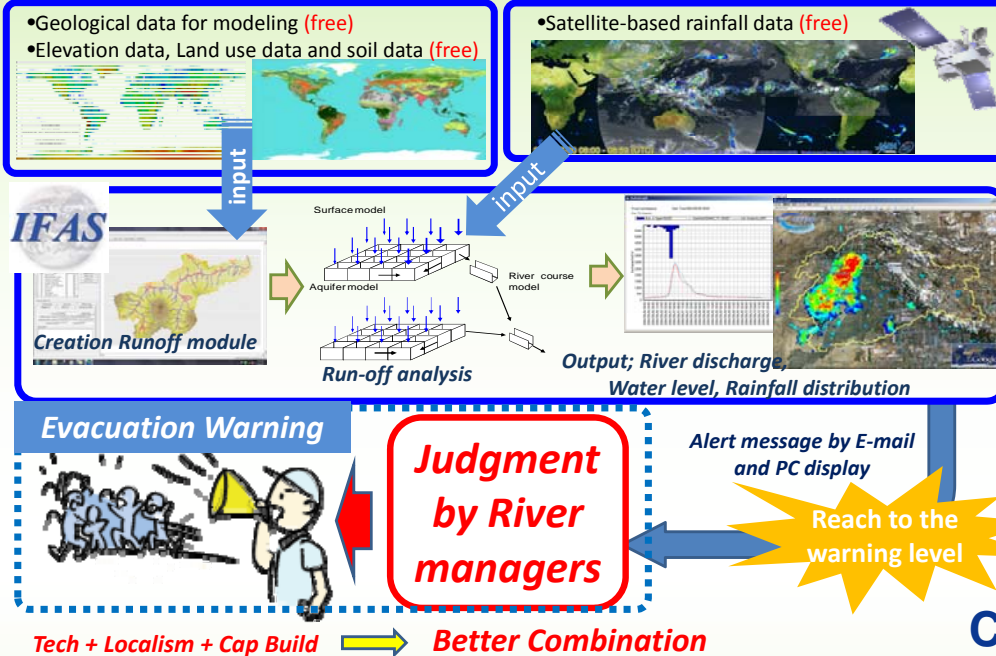 •Geological data for modeling (free)
•Elevation data, Land use data and soil data (free)
•Satellite-based rainfall data (free)
input
input
IFAS
Surface model
Aquifer model
River course
model
Creation Runoff module
Run-off analysis
Output; River discharge,
Water level, Rainfall distribution
Evacuation Warning
Judgment
by River
managers
Alert message by E-mail
and PC display
Reach to the
warning level
Tech + Localism + Cap Build
Better Combination
C